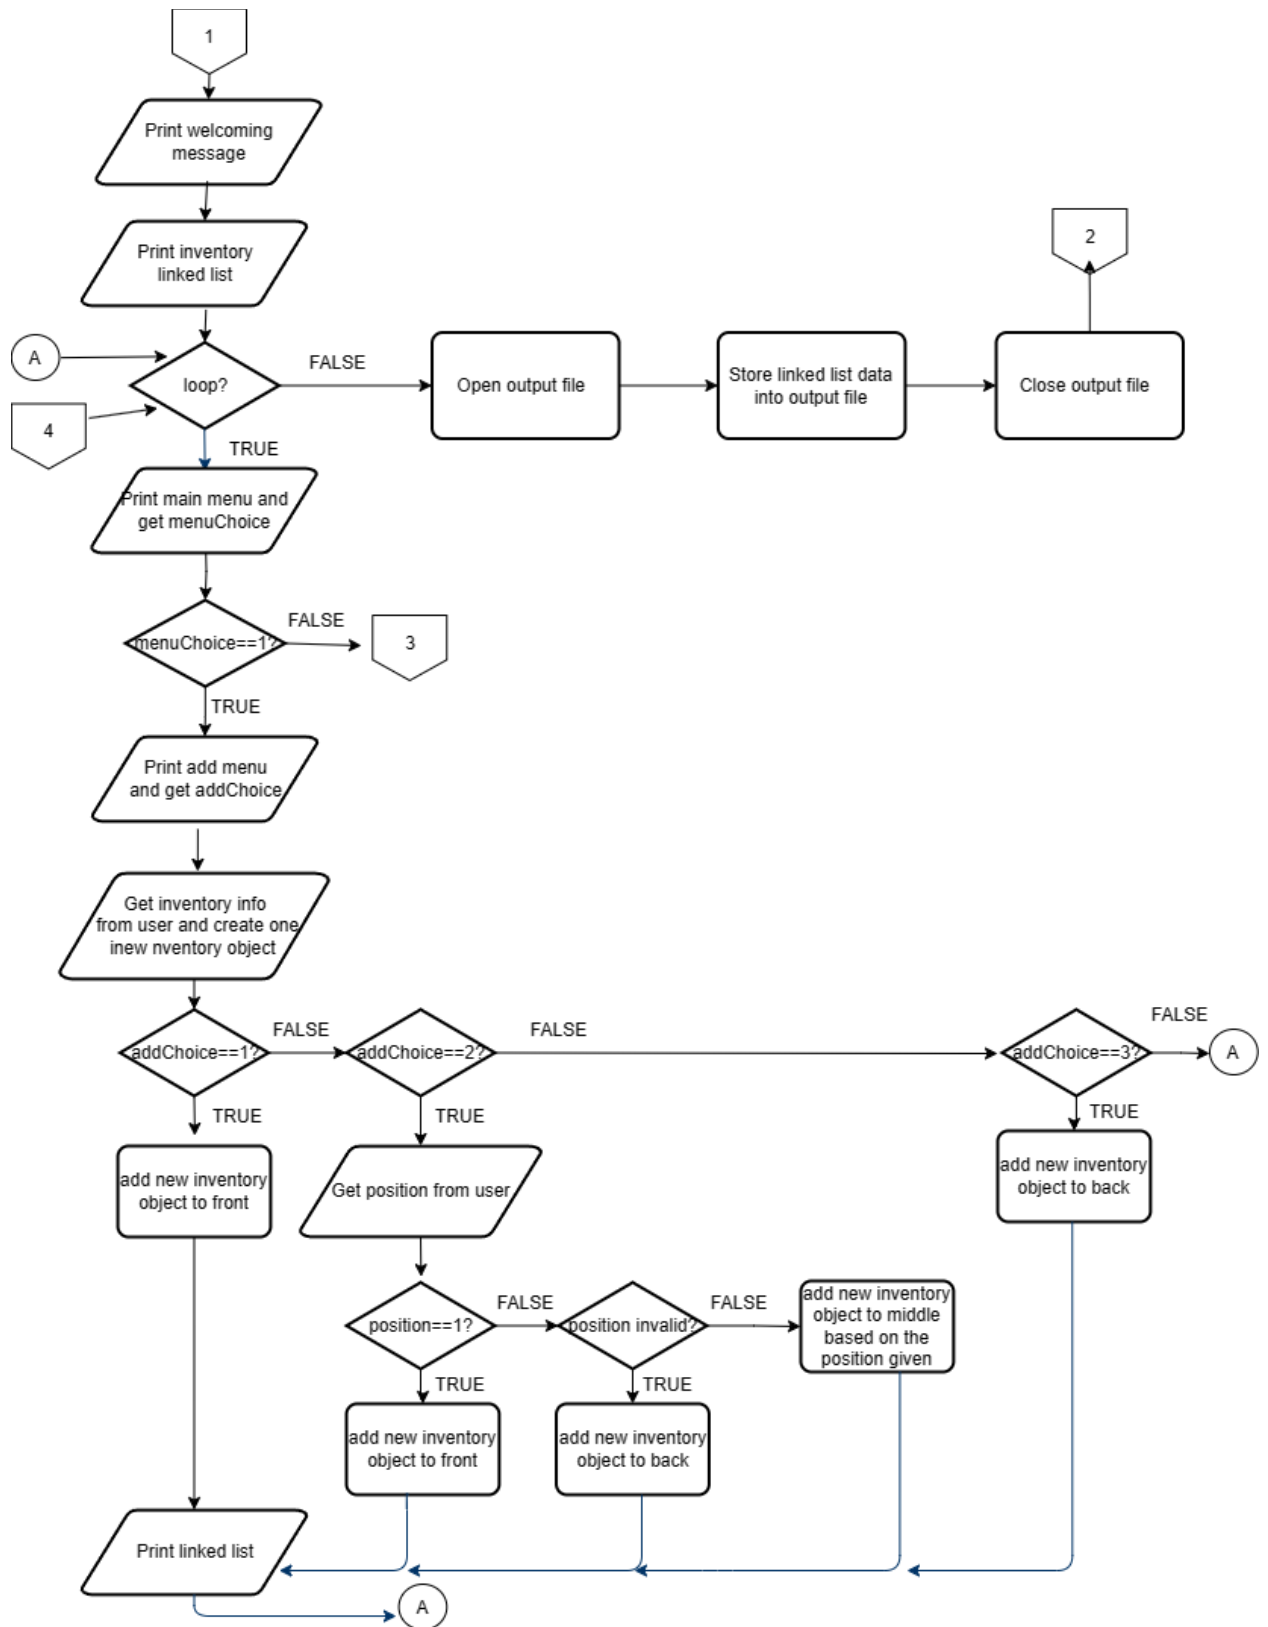 1
Print welcoming
message
Print inventory
linked list
2
A
loop?
FALSE
Open output file
Store linked list data
into output file
Close output file
4
TRUE
Print main menu and
get menuChoice
menuChoice==1?
FALSE
3
TRUE
Print add menu
and get addChoice
Get inventory info
from user and create one
inew nventory object
addChoice==1?
FALSE
addChoice==2?
FALSE
addChoice==3?
FALSE
A
TRUE
TRUE
TRUE
add new inventory
object to front
Get position from user
add new inventory
object to back
position==1?
FALSE
position invalid?
FALSE
add new inventory
object to middle
based on the
position given
TRUE
TRUE
add new inventory
object to front
add new inventory
object to back
Print linked list
A